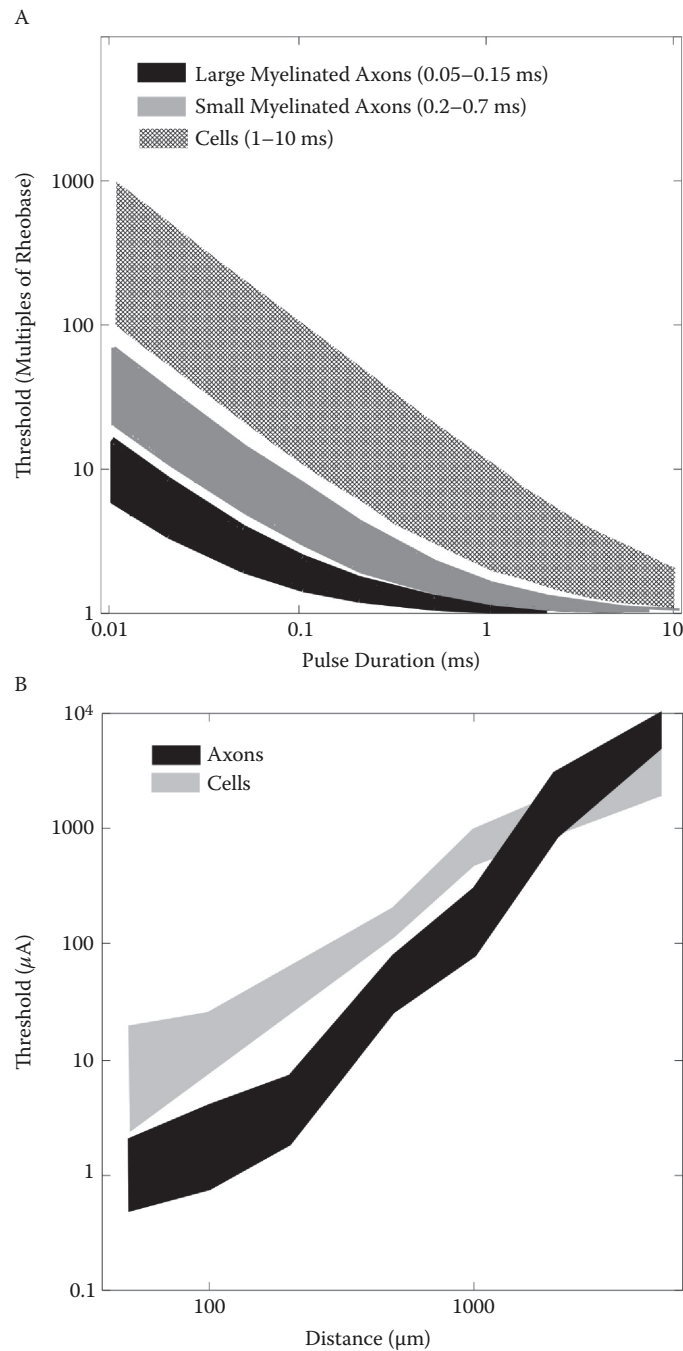 A
Large Myelinated Axons (0.05–0.15 ms)
Small Myelinated Axons (0.2–0.7 ms)
Cells (1–10 ms)
Threshold (Multiples of Rheobase)
1000
100
10
1
0.01
0.1
1
10
Pulse Duration (ms)
B
Axons
Cells
Threshold (μA)
10⁴
1000
100
10
1
0.1
100
1000
Distance (μm)